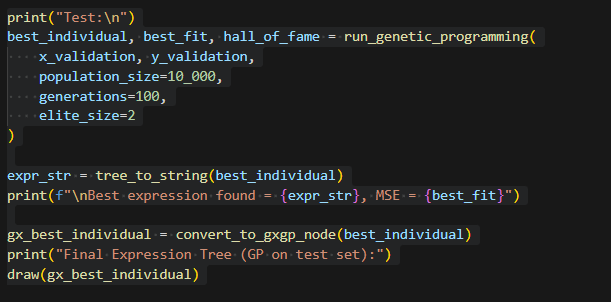 print("Test:\n")
best_individual, best_fit, hall_of_fame = run_genetic_programming(
    x_validation, y_validation,
    population_size=10_000,
    generations=100,
    elite_size=2
)

expr_str = tree_to_string(best_individual)
print(f"\nBest expression found = {expr_str}, MSE = {best_fit}")

gx_best_individual = convert_to_gxgp_node(best_individual)
print("Final Expression Tree (GP on test set):")
draw(gx_best_individual)